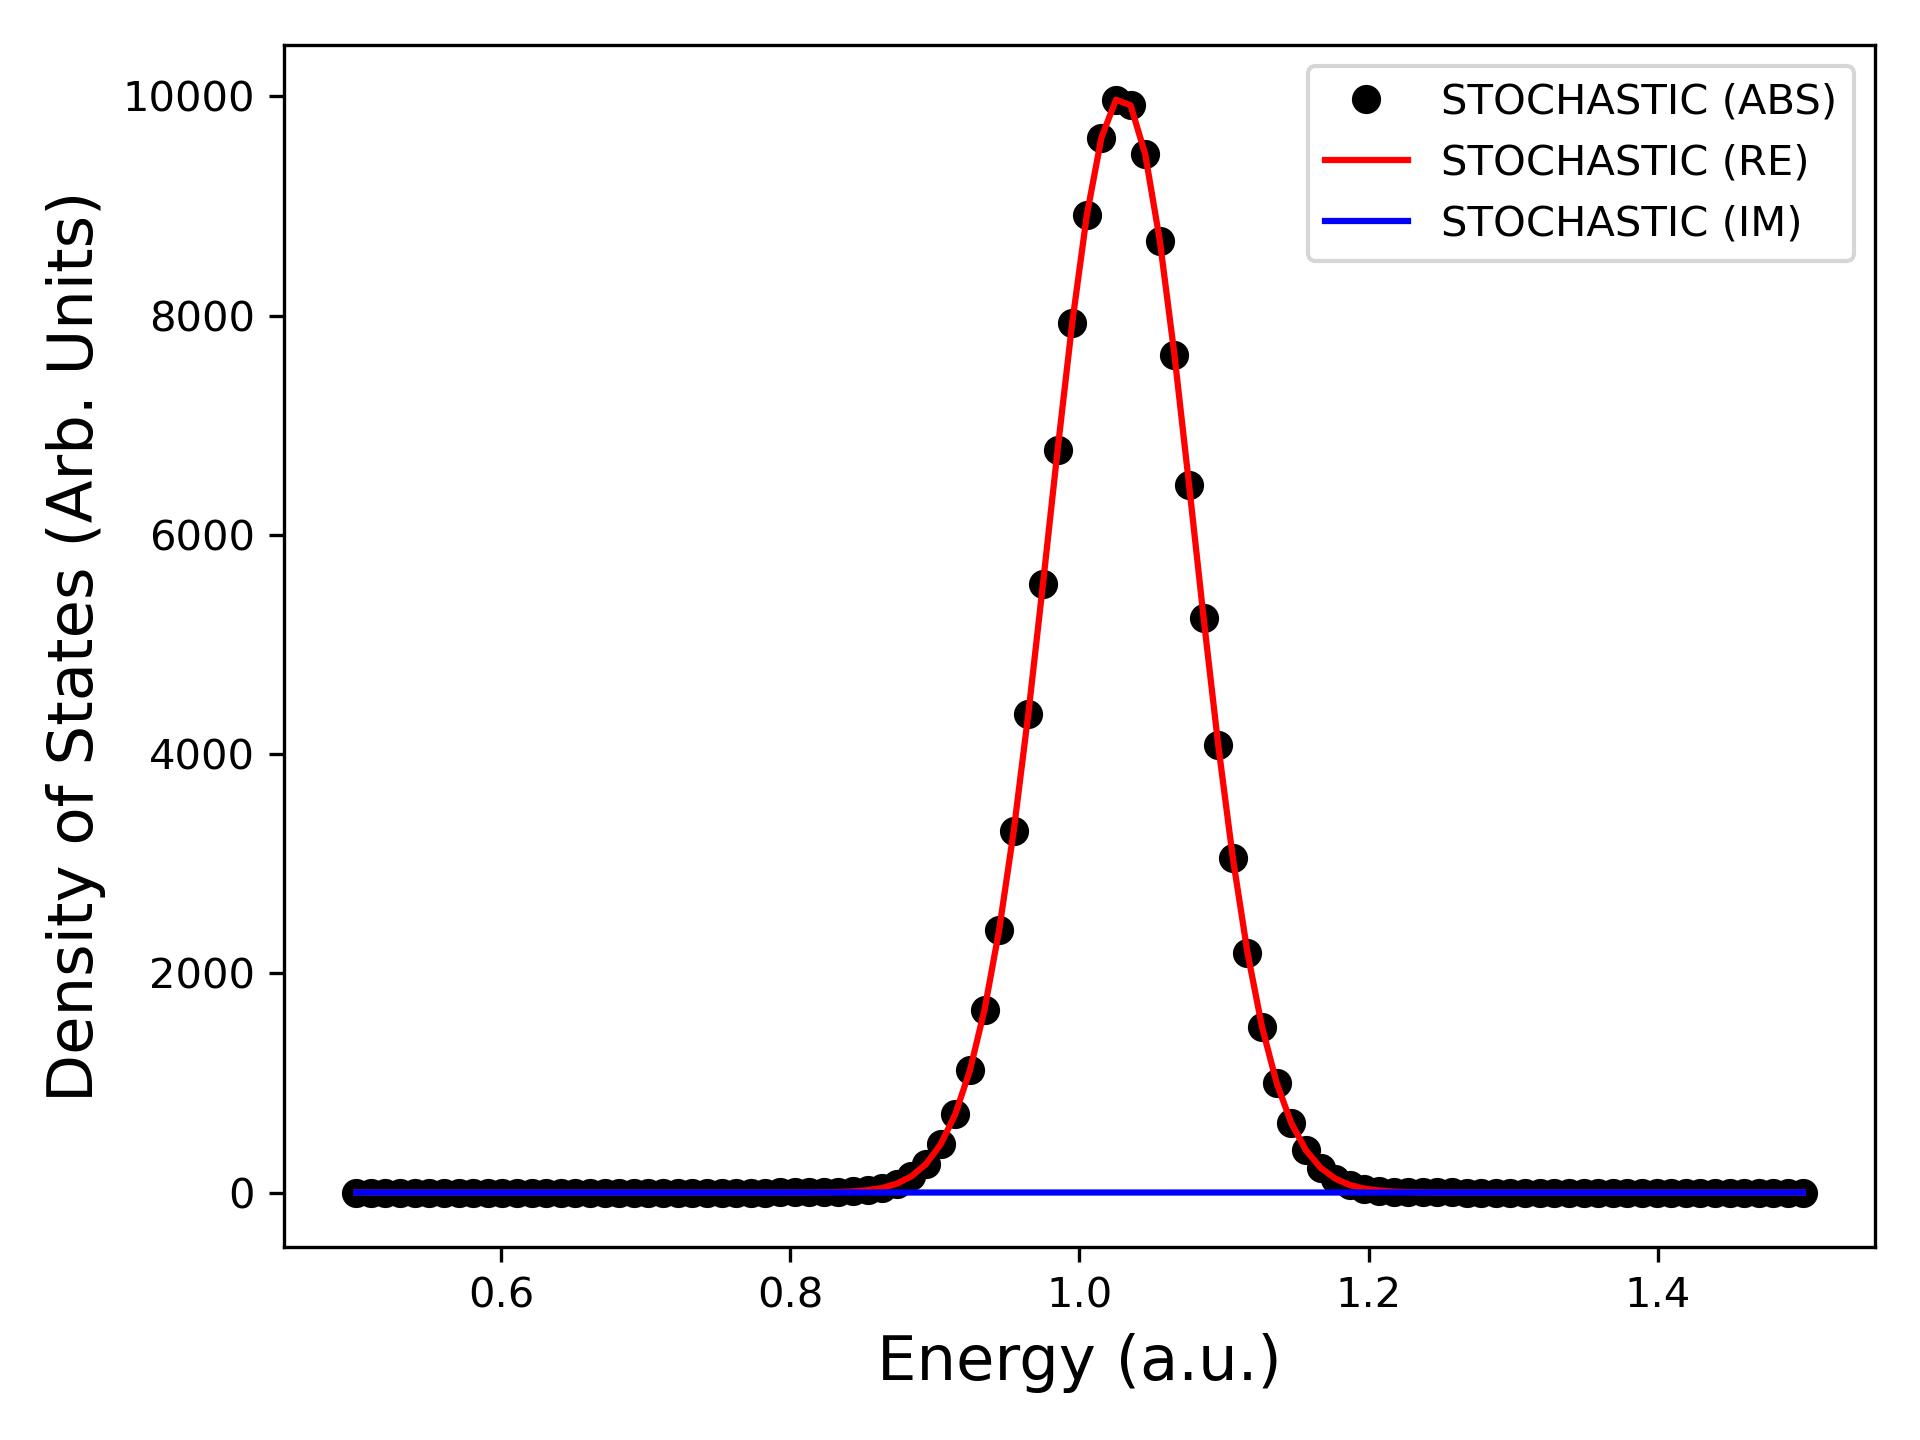 STOCHASTIC (ABS)
STOCHASTIC (RE)
STOCHASTIC (IM)
Density of States (Arb. Units)
10000
8000
6000
4000
2000
0
0.6 0.8 1.0 1.2 1.4
Energy (a.u.)